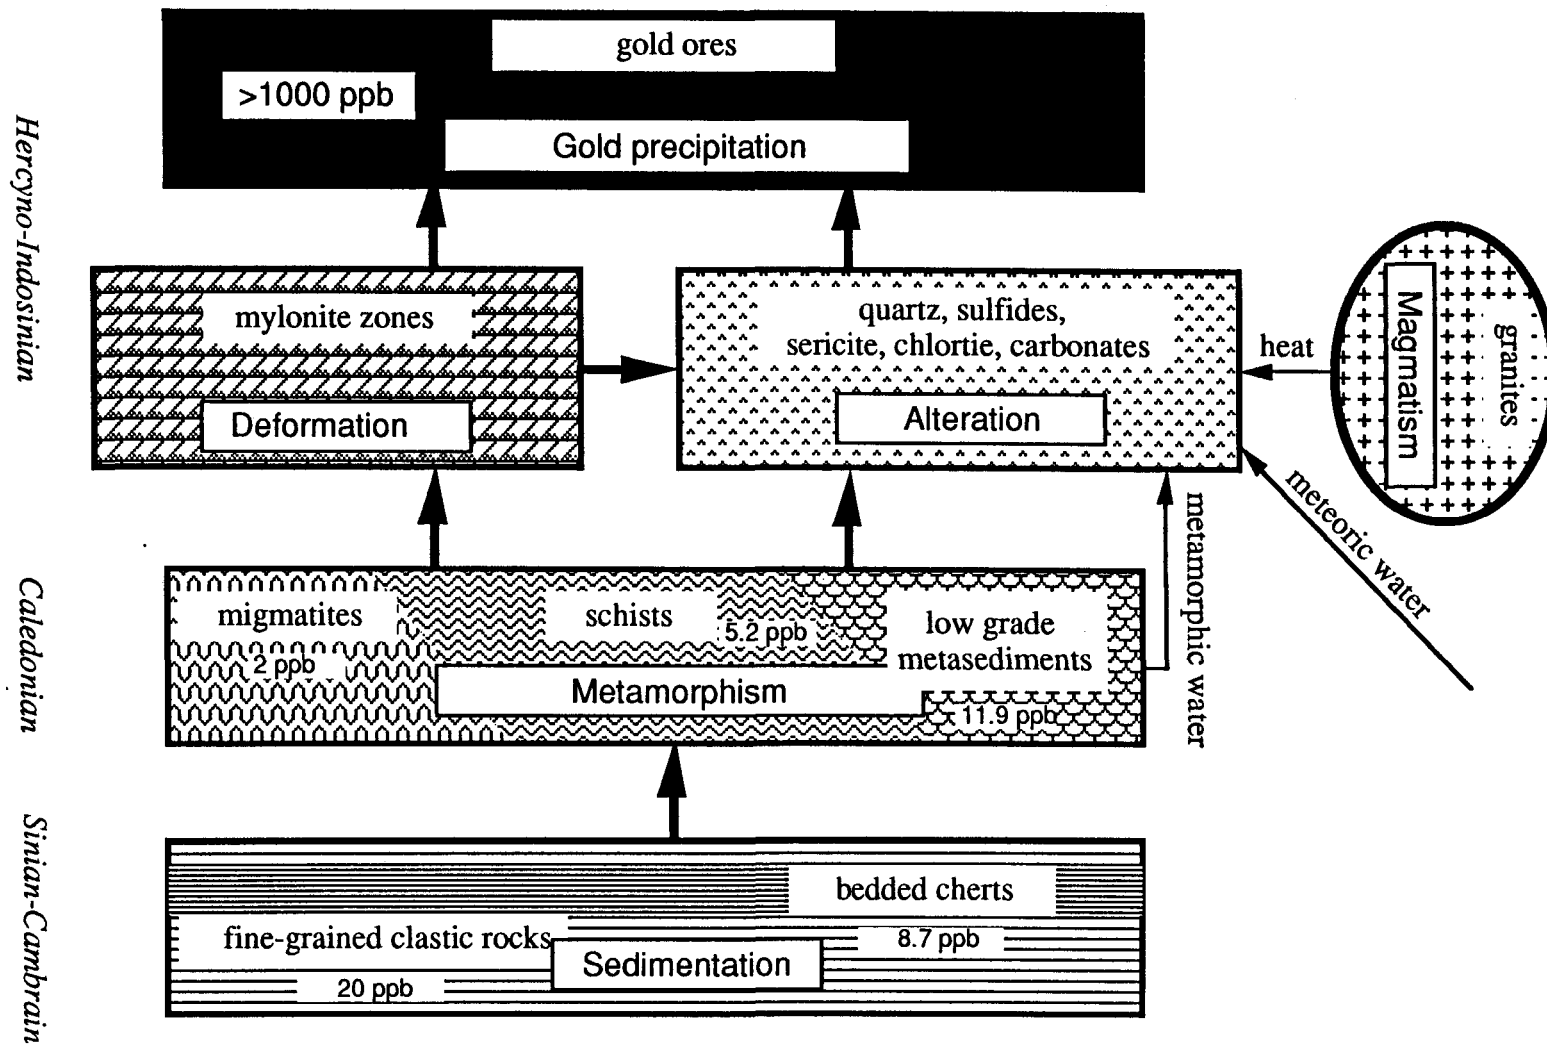 gold ores
>1000 ppb
Gold precipitation
Hercyno-Indosinian
mylonite zones
Deformation
quartz, sulfides,
sericite, chlortie, carbonates
Alteration
heat
granites
Magmatism
meteoric water
metamorphic water
Caledonian
migmatites
2 ppb
schists
5.2 ppb
low grade
metasediments
11.9 ppb
Metamorphism
Sinian-Cambrain
bedded cherts
8.7 ppb
fine-grained clastic rocks
20 ppb
Sedimentation